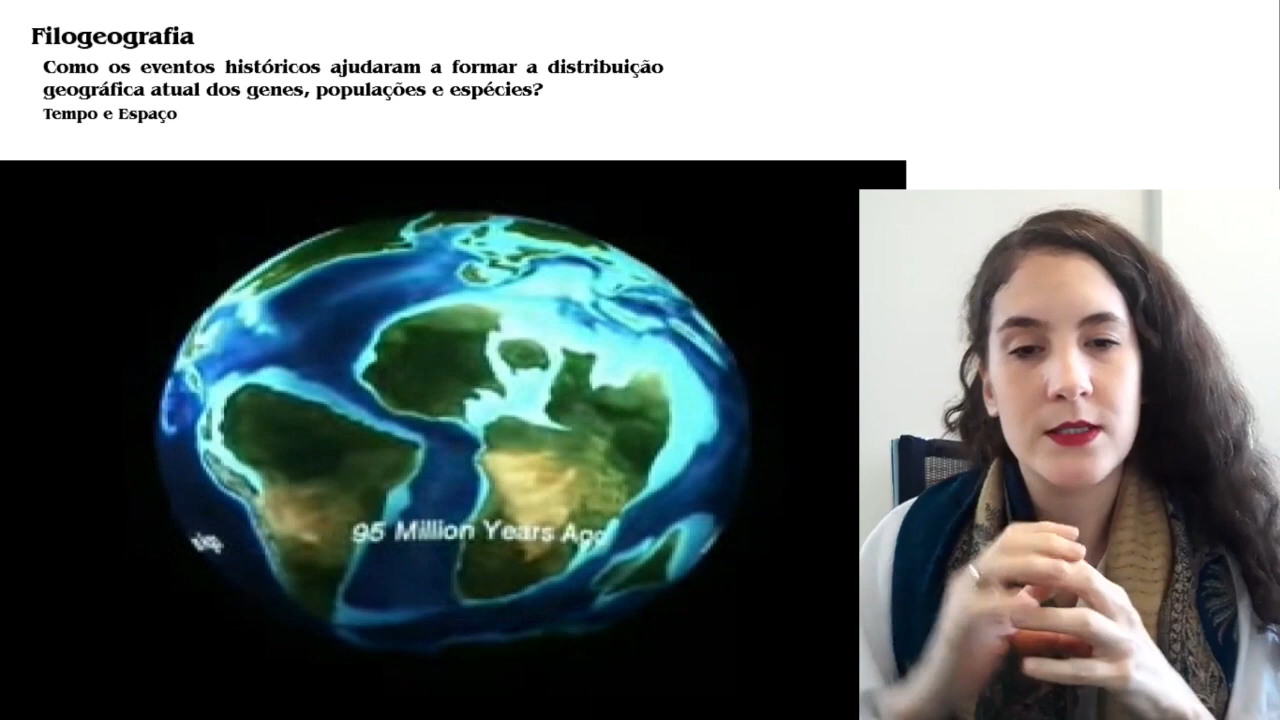 Filogeografia
Como os eventos históricos ajudaram a formar a distribuição
geográfica atual dos genes, populações e espécies?
Tempo e Espaço
95 Million Years Ago